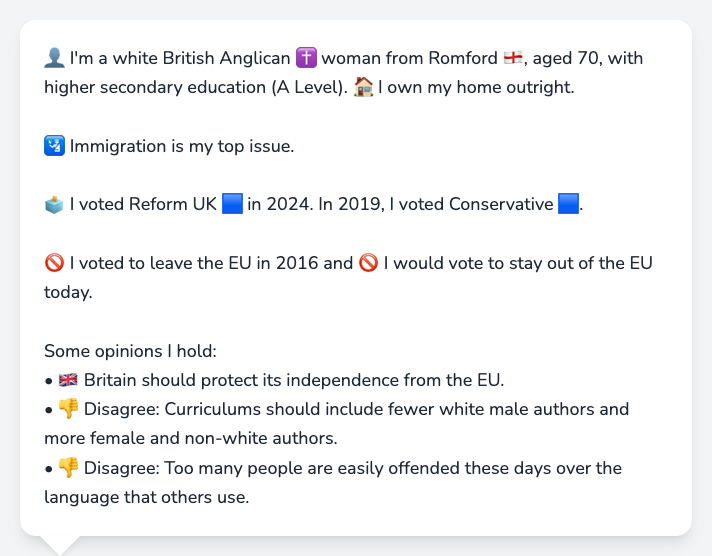 👤 I'm a white British Anglican ✝️ woman from Romford 🏴󠁧󠁢󠁥󠁮󠁧󠁿, aged 70, with
higher secondary education (A Level). 🏠 I own my home outright.
🛂 Immigration is my top issue.
🗳️ I voted Reform UK 🟦 in 2024. In 2019, I voted Conservative 🟦.
🚫 I voted to leave the EU in 2016 and 🚫 I would vote to stay out of the EU
today.
Some opinions I hold:
• 🇬🇧 Britain should protect its independence from the EU.
• 👎 Disagree: Curriculums should include fewer white male authors and
more female and non-white authors.
• 👎 Disagree: Too many people are easily offended these days over the
language that others use.